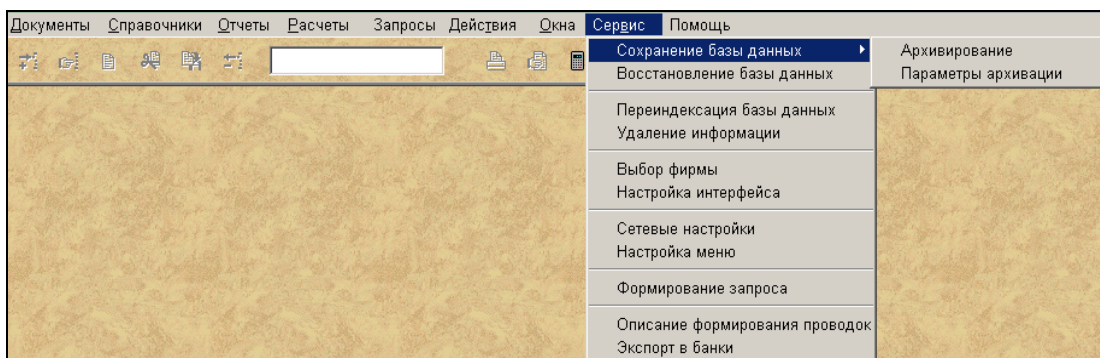 Документы Справочники Отчеты Расчеты Запросы Действия Окна Сервис Помощь
Сохранение базы данных
Восстановление базы данных
Переиндексация базы данных
Удаление информации
Выбор фирмы
Настройка интерфейса
Сетевые настройки
Настройка меню
Формирование запроса
Описание формирования проводок
Экспорт в банки
Архивирование
Параметры архивации